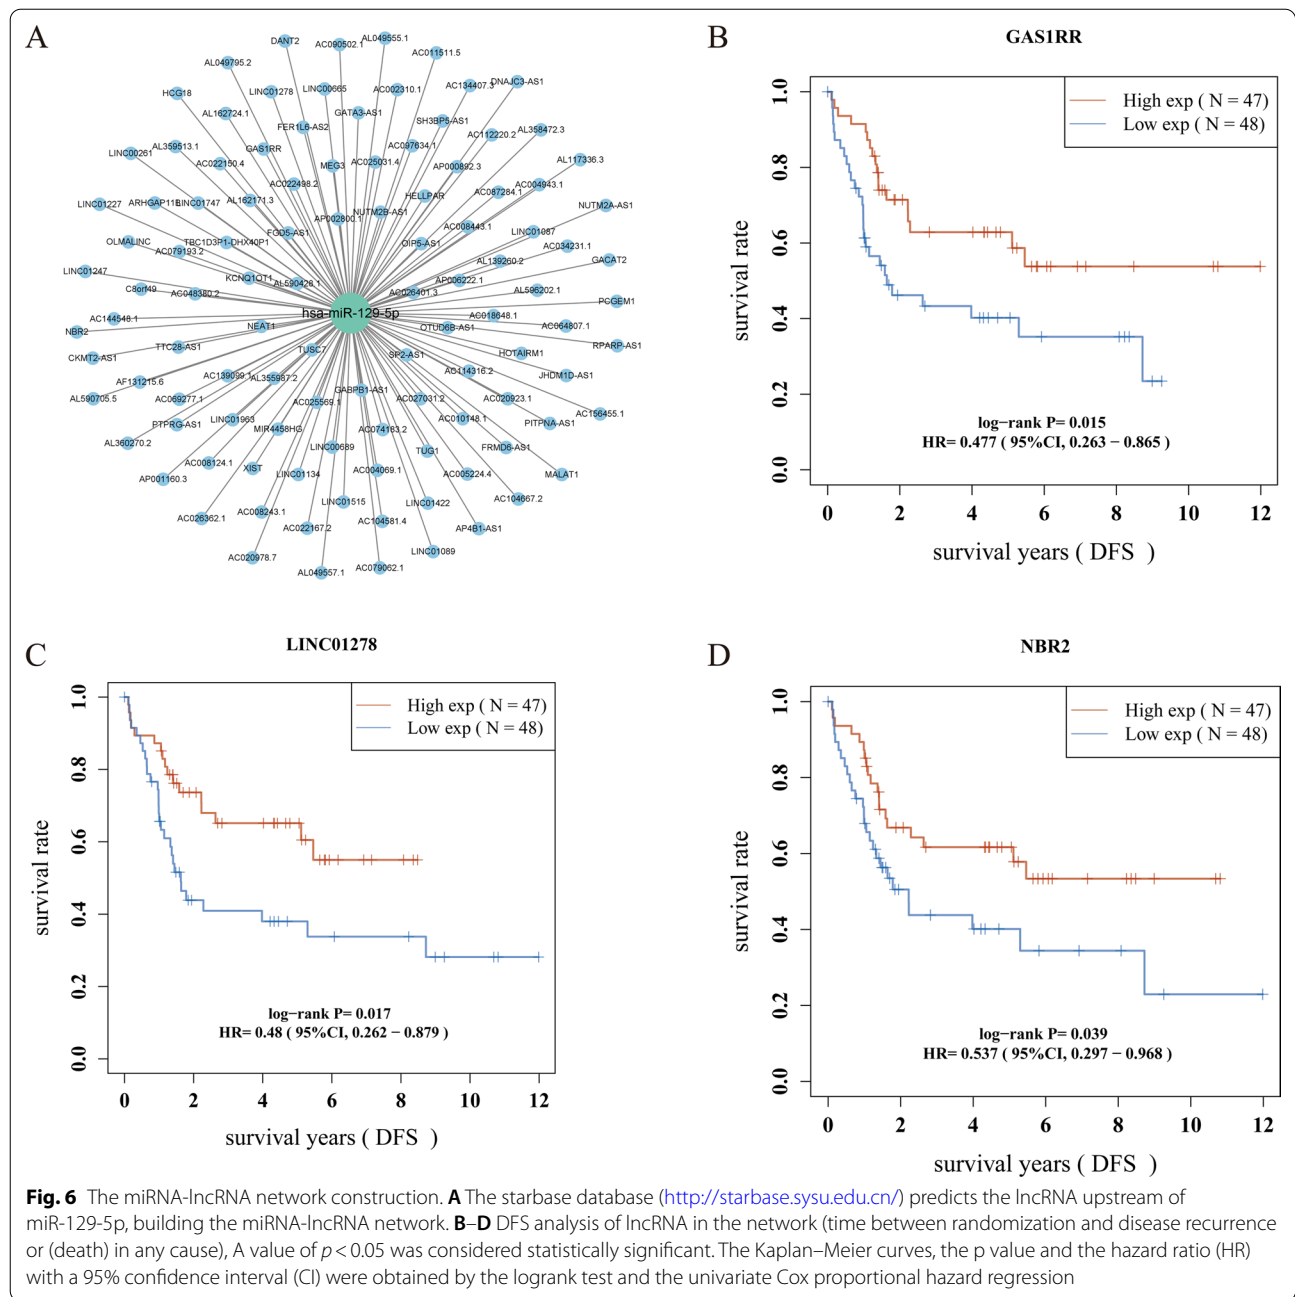 A
DANT2
AC090502.1
AL049555.1
AC011511.5
AL049795.2
HCG18
LINC01278
LINC00665
AC002310.1
AC134407.3
DNAJC3-AS1
AL162724.1
FER1L6-AS2
GATA3-AS1
SH3BP5-AS1
AC112220.2
AL358472.3
LINC00261
AL359513.1
GAS1RR
AC097634.1
AL117336.3
AC022150.4
MEG3
AC025031.4
AP000892.3
AC022498.2
AC004943.1
LINC01227
ARHGAP11B
LINC01747
AL162171.3
HELLPAR
AC087284.1
NUTM2A-AS1
AP002800.1
NUTM2B-AS1
AC008443.1
LINC01087
OLMALINC
AC079193.2
TBC1D3P1-DHX40P1
FGD5-AS1
OIP5-AS1
AC034231.1
LINC01247
AL139260.2
GACAT2
C8orf49
AC048380.2
KCNQ1OT1
AL590428.1
AC026401.3
AP006222.1
AL596202.1
PCGEM1
AC144548.1
hsa-miR-129-5p
AC018648.1
NBR2
NEAT1
OTUD6B-AS1
AC064807.1
CKMT2-AS1
TTC28-AS1
TUSC7
SP2-AS1
HOTAIRM1
RPARP-AS1
AF131215.6
AC139099.1
AL355987.2
AC114316.2
JHDM1D-AS1
AL590705.5
AC069277.1
AC025569.1
GABPB1-AS1
AC027031.2
AC020923.1
AC156455.1
PTPRG-AS1
LINC01963
MIR4458HG
AC074183.2
AC010148.1
PITPNA-AS1
AL360270.2
AC008124.1
LINC00689
TUG1
FRMD6-AS1
AP001160.3
XIST
LINC01134
AC004069.1
AC005224.4
MALAT1
AC026362.1
AC008243.1
LINC01515
LINC01422
AC104667.2
AC022167.2
AC104581.4
AP4B1-AS1
AC020978.7
AL049557.1
AC079062.1
LINC01089
B
GAS1RR
High exp ( N = 47)
Low exp ( N = 48)
survival rate
1.0
0.8
0.6
0.4
0.2
0.0
log−rank P= 0.015
HR= 0.477 ( 95%CI, 0.263 − 0.865 )
0 2 4 6 8 10 12
survival years ( DFS )
C
LINC01278
High exp ( N = 47)
Low exp ( N = 48)
survival rate
1.0
0.8
0.6
0.4
0.2
0.0
log−rank P= 0.017
HR= 0.48 ( 95%CI, 0.262 − 0.879 )
0 2 4 6 8 10 12
survival years ( DFS )
D
NBR2
High exp ( N = 47)
Low exp ( N = 48)
survival rate
1.0
0.8
0.6
0.4
0.2
0.0
log−rank P= 0.039
HR= 0.537 ( 95%CI, 0.297 − 0.968 )
0 2 4 6 8 10 12
survival years ( DFS )
Fig. 6 The miRNA-lncRNA network construction. A The starbase database (http://starbase.sysu.edu.cn/) predicts the lncRNA upstream of
miR-129-5p, building the miRNA-lncRNA network. B–D DFS analysis of lncRNA in the network (time between randomization and disease recurrence
or (death) in any cause), A value of p < 0.05 was considered statistically significant. The Kaplan–Meier curves, the p value and the hazard ratio (HR)
with a 95% confidence interval (CI) were obtained by the logrank test and the univariate Cox proportional hazard regression